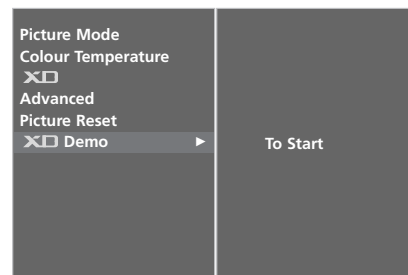 Picture Mode
Colour Temperature
XD
Advanced
Picture Reset
XD Demo ►
To Start